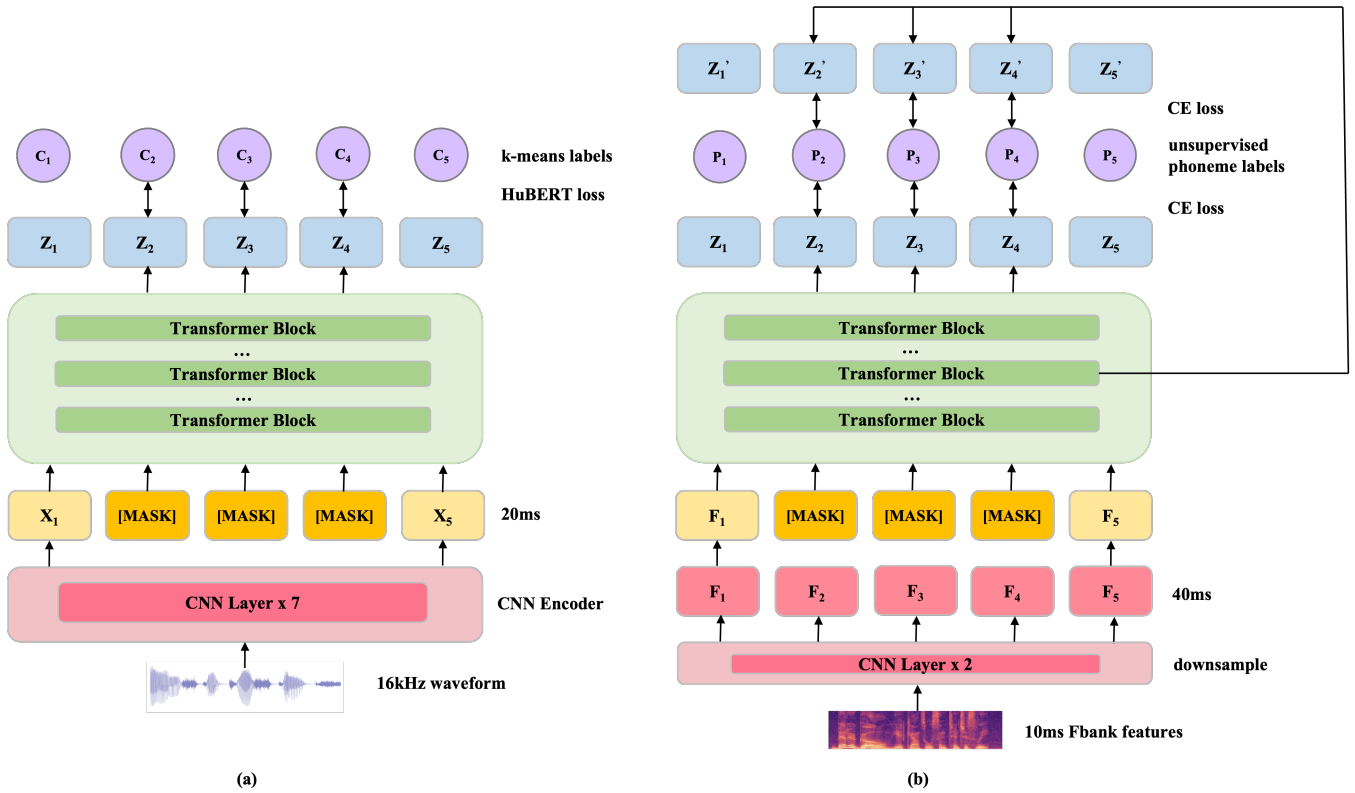 C1 C2 C3 C4 C5
k-means labels
HuBERT loss
Z1 Z2 Z3 Z4 Z5
Transformer Block
...
Transformer Block
...
Transformer Block
X1 [MASK] [MASK] [MASK] X5
20ms
CNN Layer x 7
CNN Encoder
16kHz waveform
(a)
Z1’ Z2’ Z3’ Z4’ Z5’
CE loss
P1 P2 P3 P4 P5
unsupervised
phoneme labels
CE loss
Z1 Z2 Z3 Z4 Z5
Transformer Block
...
Transformer Block
...
Transformer Block
F1 [MASK] [MASK] [MASK] F5
F1 F2 F3 F4 F5
40ms
CNN Layer x 2
downsample
10ms Fbank features
(b)